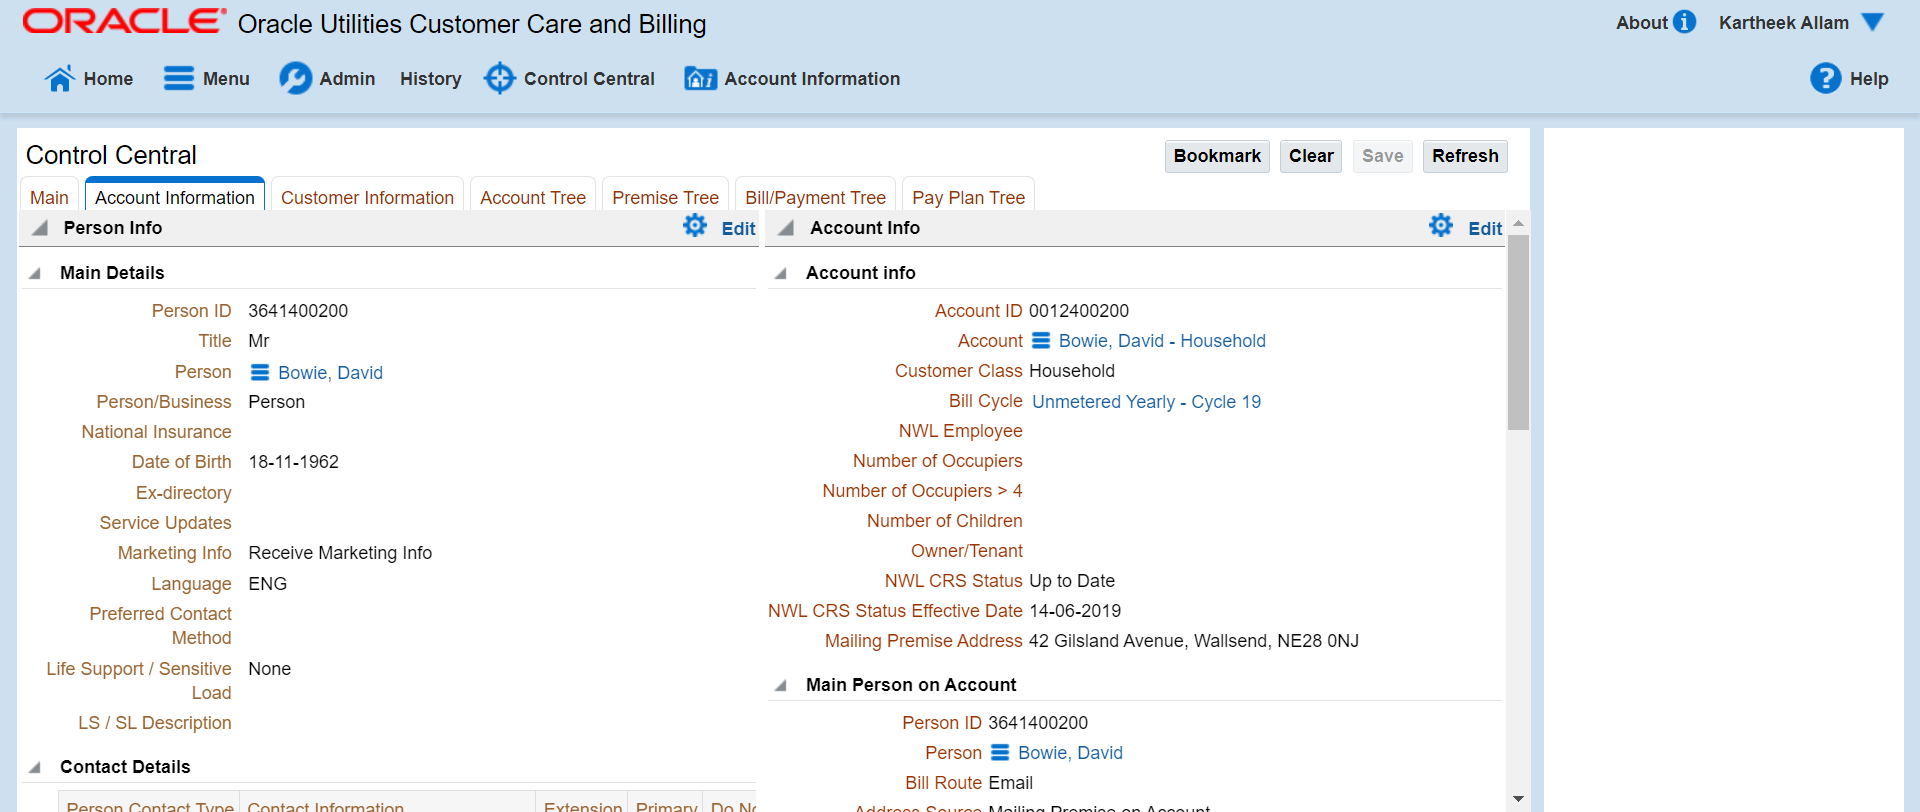 ORACLE Oracle Utilities Customer Care and Billing
About Kartheek Allam
Home Menu Admin History Control Central Account Information Help
Control Central
Bookmark Clear Save Refresh
Main Account Information Customer Information Account Tree Premise Tree Bill/Payment Tree Pay Plan Tree
Person Info Edit
Main Details
Person ID 3641400200
Title Mr
Person Bowie, David
Person/Business Person
National Insurance
Date of Birth 18-11-1962
Ex-directory
Service Updates
Marketing Info Receive Marketing Info
Language ENG
Preferred Contact
Method
Life Support / Sensitive None
Load
LS / SL Description
Contact Details
Person Contact Type Contact Information Extension Primary Do
Account Info Edit
Account info
Account ID 0012400200
Account Bowie, David - Household
Customer Class Household
Bill Cycle Unmetered Yearly - Cycle 19
NWL Employee
Number of Occupiers
Number of Occupiers > 4
Number of Children
Owner/Tenant
NWL CRS Status Up to Date
NWL CRS Status Effective Date 14-06-2019
Mailing Premise Address 42 Gilsland Avenue, Wallsend, NE28 0NJ
Main Person on Account
Person ID 3641400200
Person Bowie, David
Bill Route Email
Address Source Mailing Premise on Account